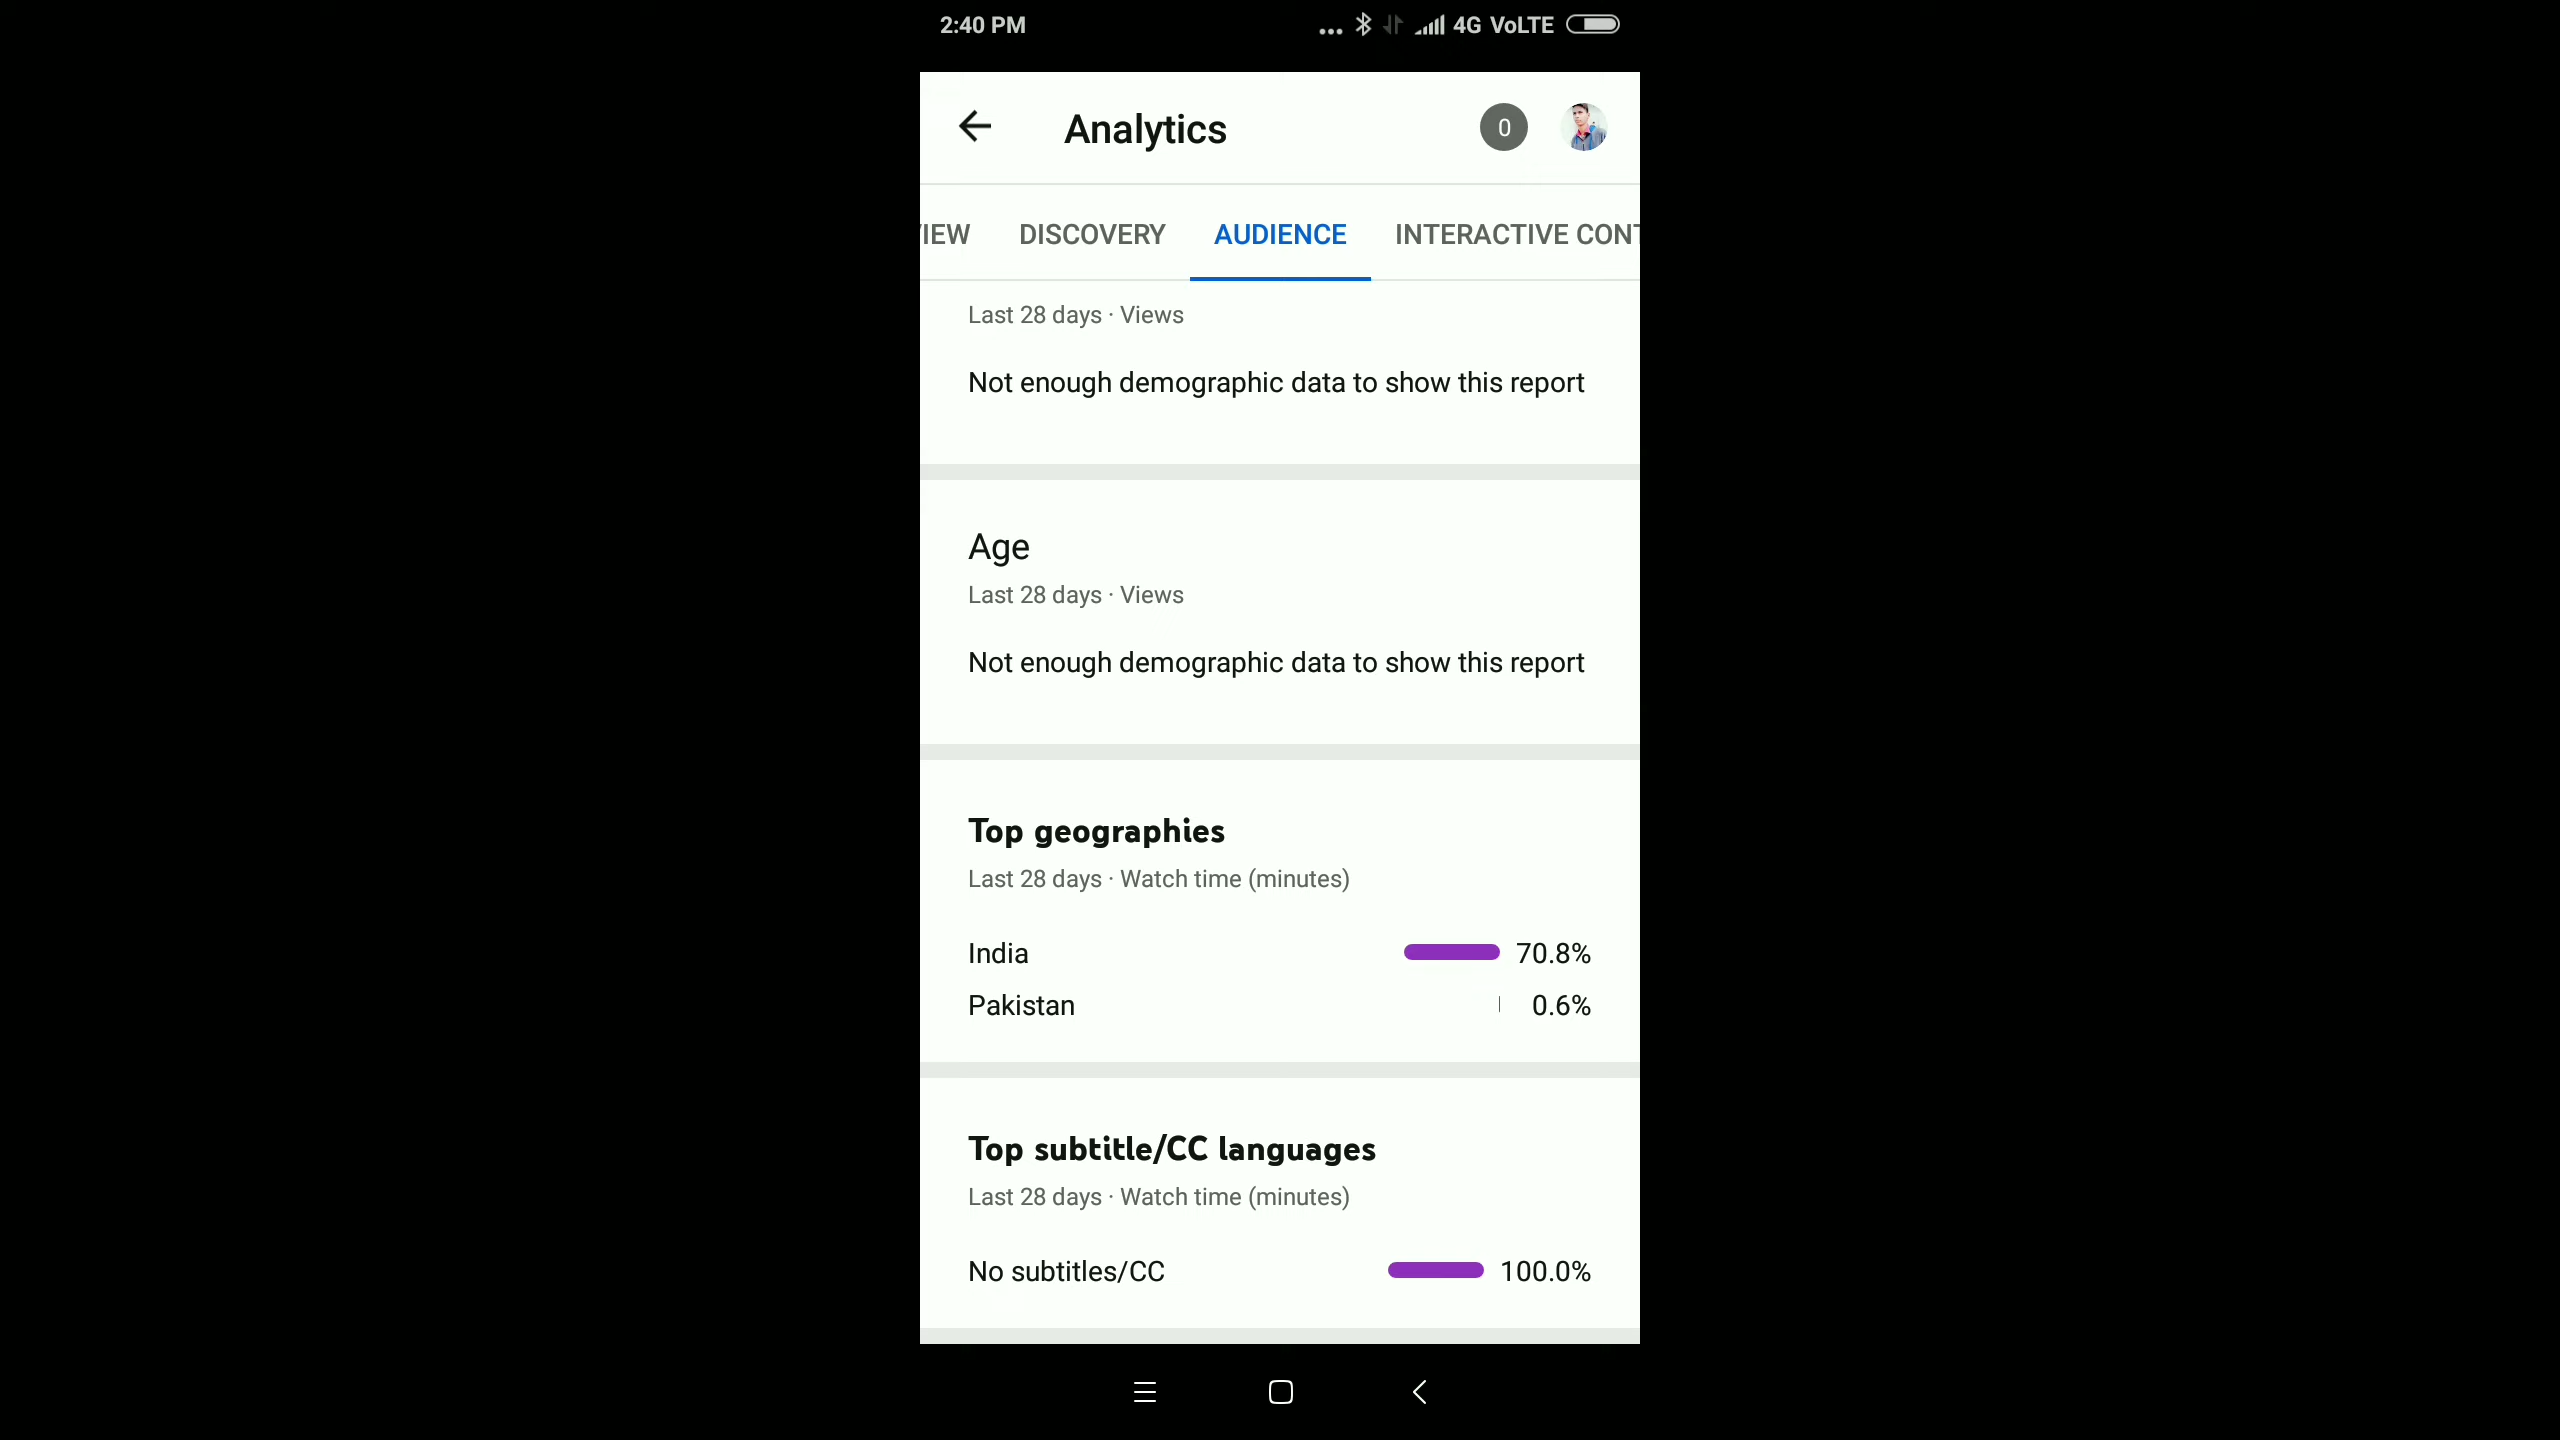 2:40 PM
... 4G VoLTE
Analytics
0
IEW DISCOVERY AUDIENCE INTERACTIVE CONT
Last 28 days · Views
Not enough demographic data to show this report
Age
Last 28 days · Views
Not enough demographic data to show this report
Top geographies
Last 28 days · Watch time (minutes)
India 70.8%
Pakistan 0.6%
Top subtitle/CC languages
Last 28 days · Watch time (minutes)
No subtitles/CC 100.0%